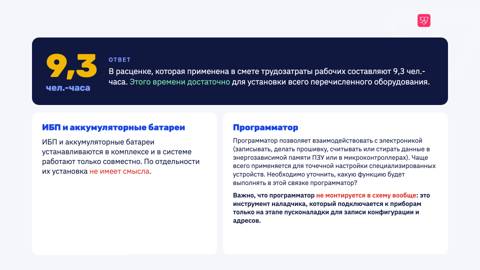 9,3
чел.-часа
ОТВЕТ
В расценке, которая применена в смете трудозатраты рабочих составляют 9,3 чел.-
часа. Этого времени достаточно для установки всего перечисленного оборудования.
ИБП и аккумуляторные батареи
ИБП и аккумуляторные батареи
устанавливаются в комплексе и в системе
работают только совместно. По отдельности
их установка не имеет смысла.
Программатор
Программатор позволяет взаимодействовать с электроникой
(записывать, делать прошивку, считывать или стирать данные в
энергозависимой памяти ПЗУ или в микроконтроллерах). Чаще
всего применяется для точечной настройки специализированных
устройств. Необходимо уточнить, какую функцию будет
выполнять в этой связке программатор?
Важно, что программатор не монтируется в схему вообще: это
инструмент наладчика, который подключается к приборам
только на этапе пусконаладки для записи конфигурации и
адресов.